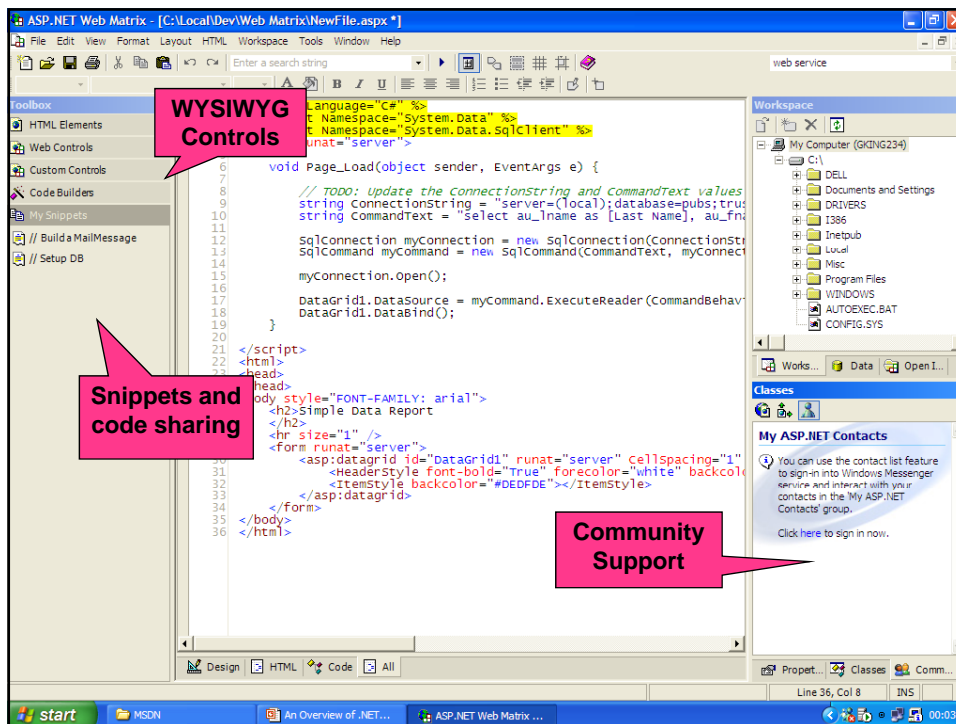 ASP.NET Web Matrix - [C:\Local\Dev\Web Matrix\NewFile.aspx *]
File Edit View Format Layout HTML Workspace Tools Window Help
Enter a search string
web service
B I U
Toolbox
HTML Elements
Web Controls
Custom Controls
Code Builders
My Snippets
// Build a MailMessage
// Setup DB
WYSIWYG
Controls
Snippets and
code sharing
Language="C#" %>
Namespace="System.Data" %>
Namespace="System.Data.SqlClient" %>
runat="server">
6 void Page_Load(object sender, EventArgs e) {
7
8 // TODO: Update the ConnectionString and CommandText values
9 string ConnectionString = "server=(local);database=pubs;trus
10 string CommandText = "select au_lname as [Last Name], au_fna
11
12 SqlConnection myConnection = new SqlConnection(ConnectionStr
13 SqlCommand myCommand = new SqlCommand(CommandText, myConnect
14
15 myConnection.Open();
16
17 DataGrid1.DataSource = myCommand.ExecuteReader(CommandBehavi
18 DataGrid1.DataBind();
19 }
20
21 </script>
22 <html>
23 <head>
head>
ody style="FONT-FAMILY: arial">
<h2>Simple Data Report
</h2>
<hr size="1" />
<form runat="server">
30 <asp:datagrid id="DataGrid1" runat="server" CellSpacing="1"
31 <HeaderStyle font-bold="True" forecolor="white" backcolo
32 <ItemStyle backcolor="#DEDFDE"></ItemStyle>
33 </asp:datagrid>
34 </form>
35 </body>
36 </html>
Design HTML Code All
Workspace
My Computer (GKING234)
C:\
DELL
Documents and Settings
DRIVERS
I386
Inetpub
Local
Misc
Program Files
WINDOWS
AUTOEXEC.BAT
CONFIG.SYS
Works... Data Open I...
Classes
My ASP.NET Contacts
You can use the contact list feature
to sign-in into Windows Messenger
service and interact with your
contacts in the 'My ASP.NET
Contacts' group.
Click here to sign in now.
Community
Support
Propert... Classes Comm...
Line 36, Col 8 INS
start MSDN An Overview of .NET... ASP.NET Web Matrix ... 00:03